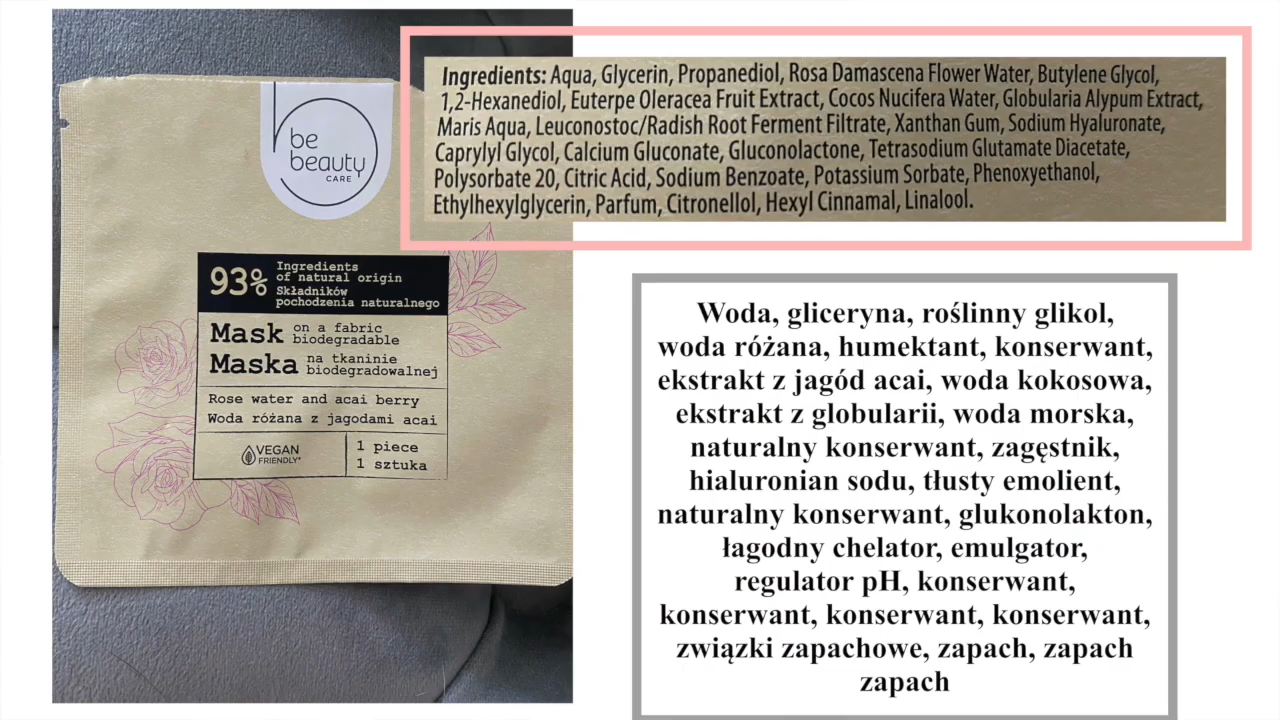 be
beauty
CARE
93%
Ingredients
of natural origin
Składników
pochodzenia naturalnego
Mask on a fabric
biodegradable
Maska na tkaninie
biodegradowalnej
Rose water and acai berry
Woda różana z jagodami acai
VEGAN
FRIENDLY*
1 piece
1 sztuka
Ingredients: Aqua, Glycerin, Propanediol, Rosa Damascena Flower Water, Butylene Glycol,
1,2-Hexanediol, Euterpe Oleracea Fruit Extract, Cocos Nucifera Water, Globularia Alypum Extract,
Maris Aqua, Leuconostoc/Radish Root Ferment Filtrate, Xanthan Gum, Sodium Hyaluronate,
Caprylyl Glycol, Calcium Gluconate, Gluconolactone, Tetrasodium Glutamate Diacetate,
Polysorbate 20, Citric Acid, Sodium Benzoate, Potassium Sorbate, Phenoxyethanol,
Ethylhexylglycerin, Parfum, Citronellol, Hexyl Cinnamal, Linalool.
Woda, gliceryna, roślinny glikol,
woda różana, humektant, konserwant,
ekstrakt z jagód acai, woda kokosowa,
ekstrakt z globularii, woda morska,
naturalny konserwant, zagęstnik,
hialuronian sodu, tłusty emolient,
naturalny konserwant, glukonolakton,
łagodny chelator, emulgator,
regulator pH, konserwant,
konserwant, konserwant, konserwant,
związki zapachowe, zapach, zapach
zapach